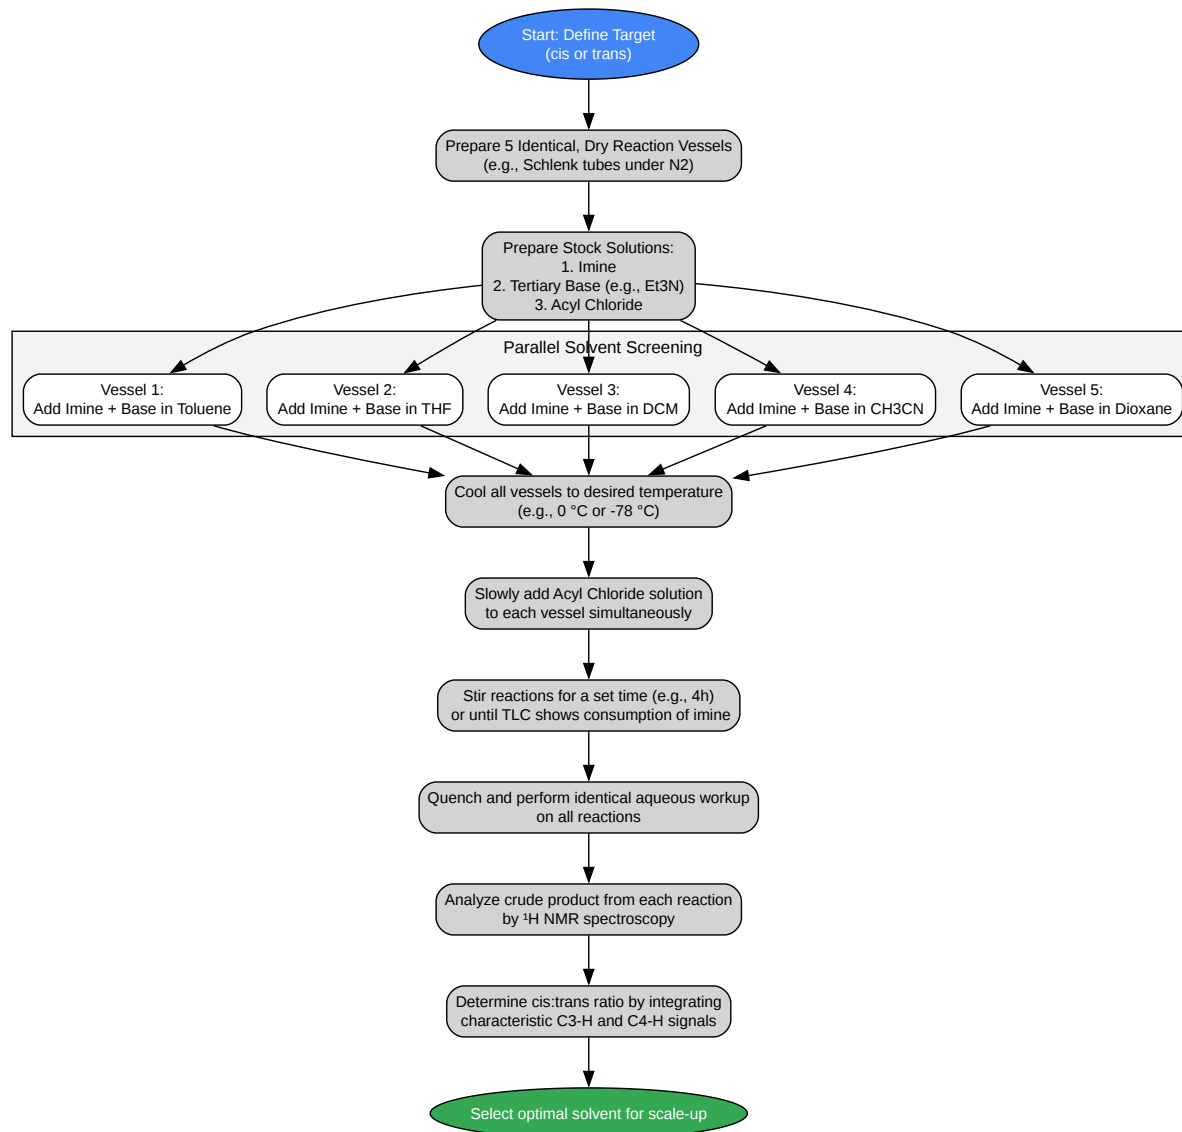 Start: Define Target
(cis or trans)
Prepare 5 Identical, Dry Reaction Vessels
(e.g., Schlenk tubes under N2)
Prepare Stock Solutions:
1. Imine
2. Tertiary Base (e.g., Et3N)
3. Acyl Chloride
Parallel Solvent Screening
Vessel 1:
Add Imine + Base in Toluene
Vessel 2:
Add Imine + Base in THF
Vessel 3:
Add Imine + Base in DCM
Vessel 4:
Add Imine + Base in CH3CN
Vessel 5:
Add Imine + Base in Dioxane
Cool all vessels to desired temperature
(e.g., 0 °C or -78 °C)
Slowly add Acyl Chloride solution
to each vessel simultaneously
Stir reactions for a set time (e.g., 4h)
or until TLC shows consumption of imine
Quench and perform identical aqueous workup
on all reactions
Analyze crude product from each reaction
by ¹H NMR spectroscopy
Determine cis:trans ratio by integrating
characteristic C3-H and C4-H signals
Select optimal solvent for scale-up